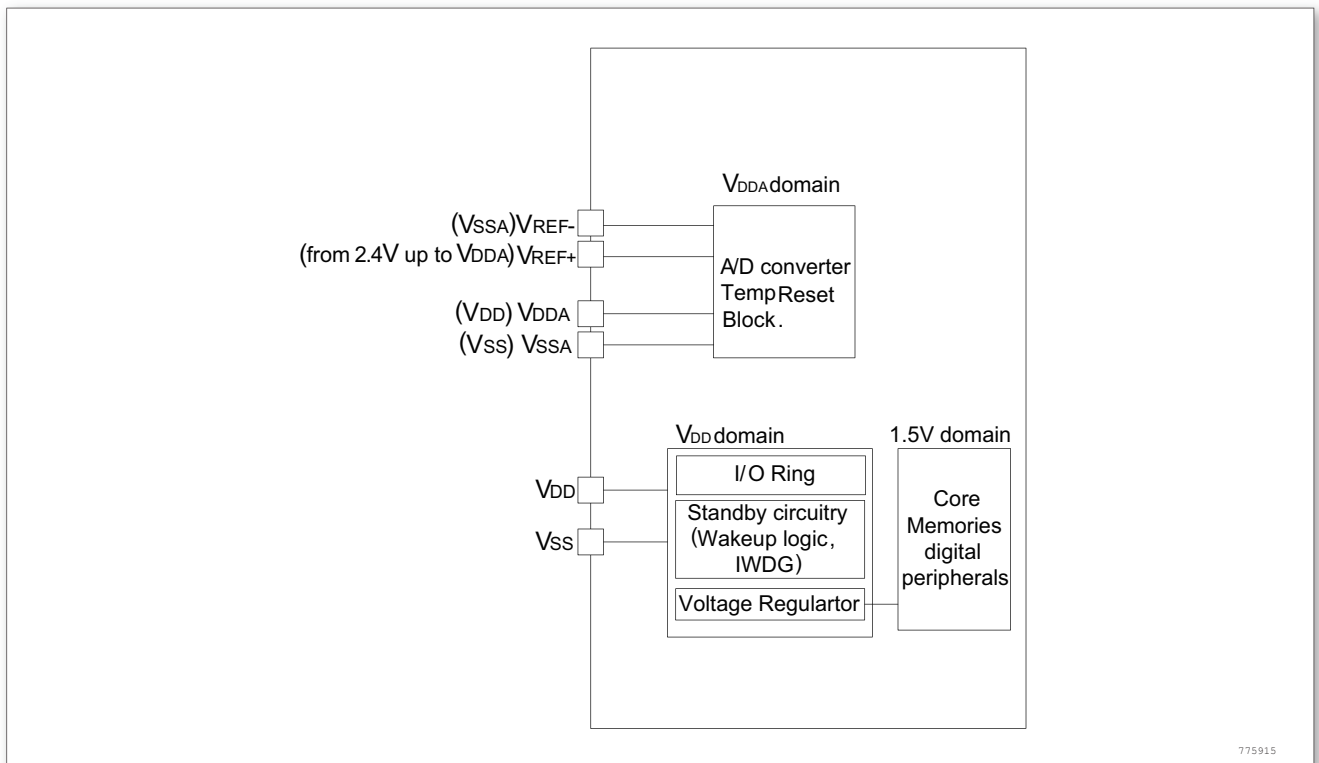 VDDA domain
(VSSA)VREF-
(from 2.4V up to VDDA)VREF+
A/D converter
Temp Reset
Block.
(VDD) VDDA
(VSS) VSSA
VDD domain
1.5V domain
I/O Ring
VDD
Standby circuitry
(Wakeup logic,
IWDG)
VSS
Voltage Regulartor
Core
Memories
digital
peripherals
775915